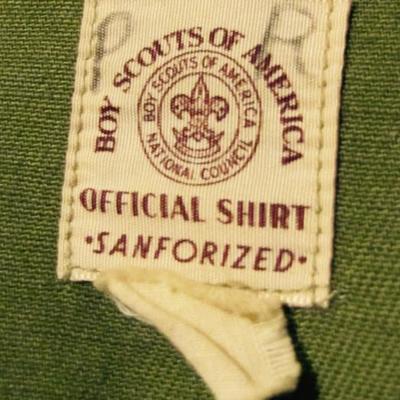 P R
BOY SCOUTS OF AMERICA
BOY SCOUTS OF AMERICA
NATIONAL COUNCIL
OFFICIAL SHIRT
•SANFORIZED•